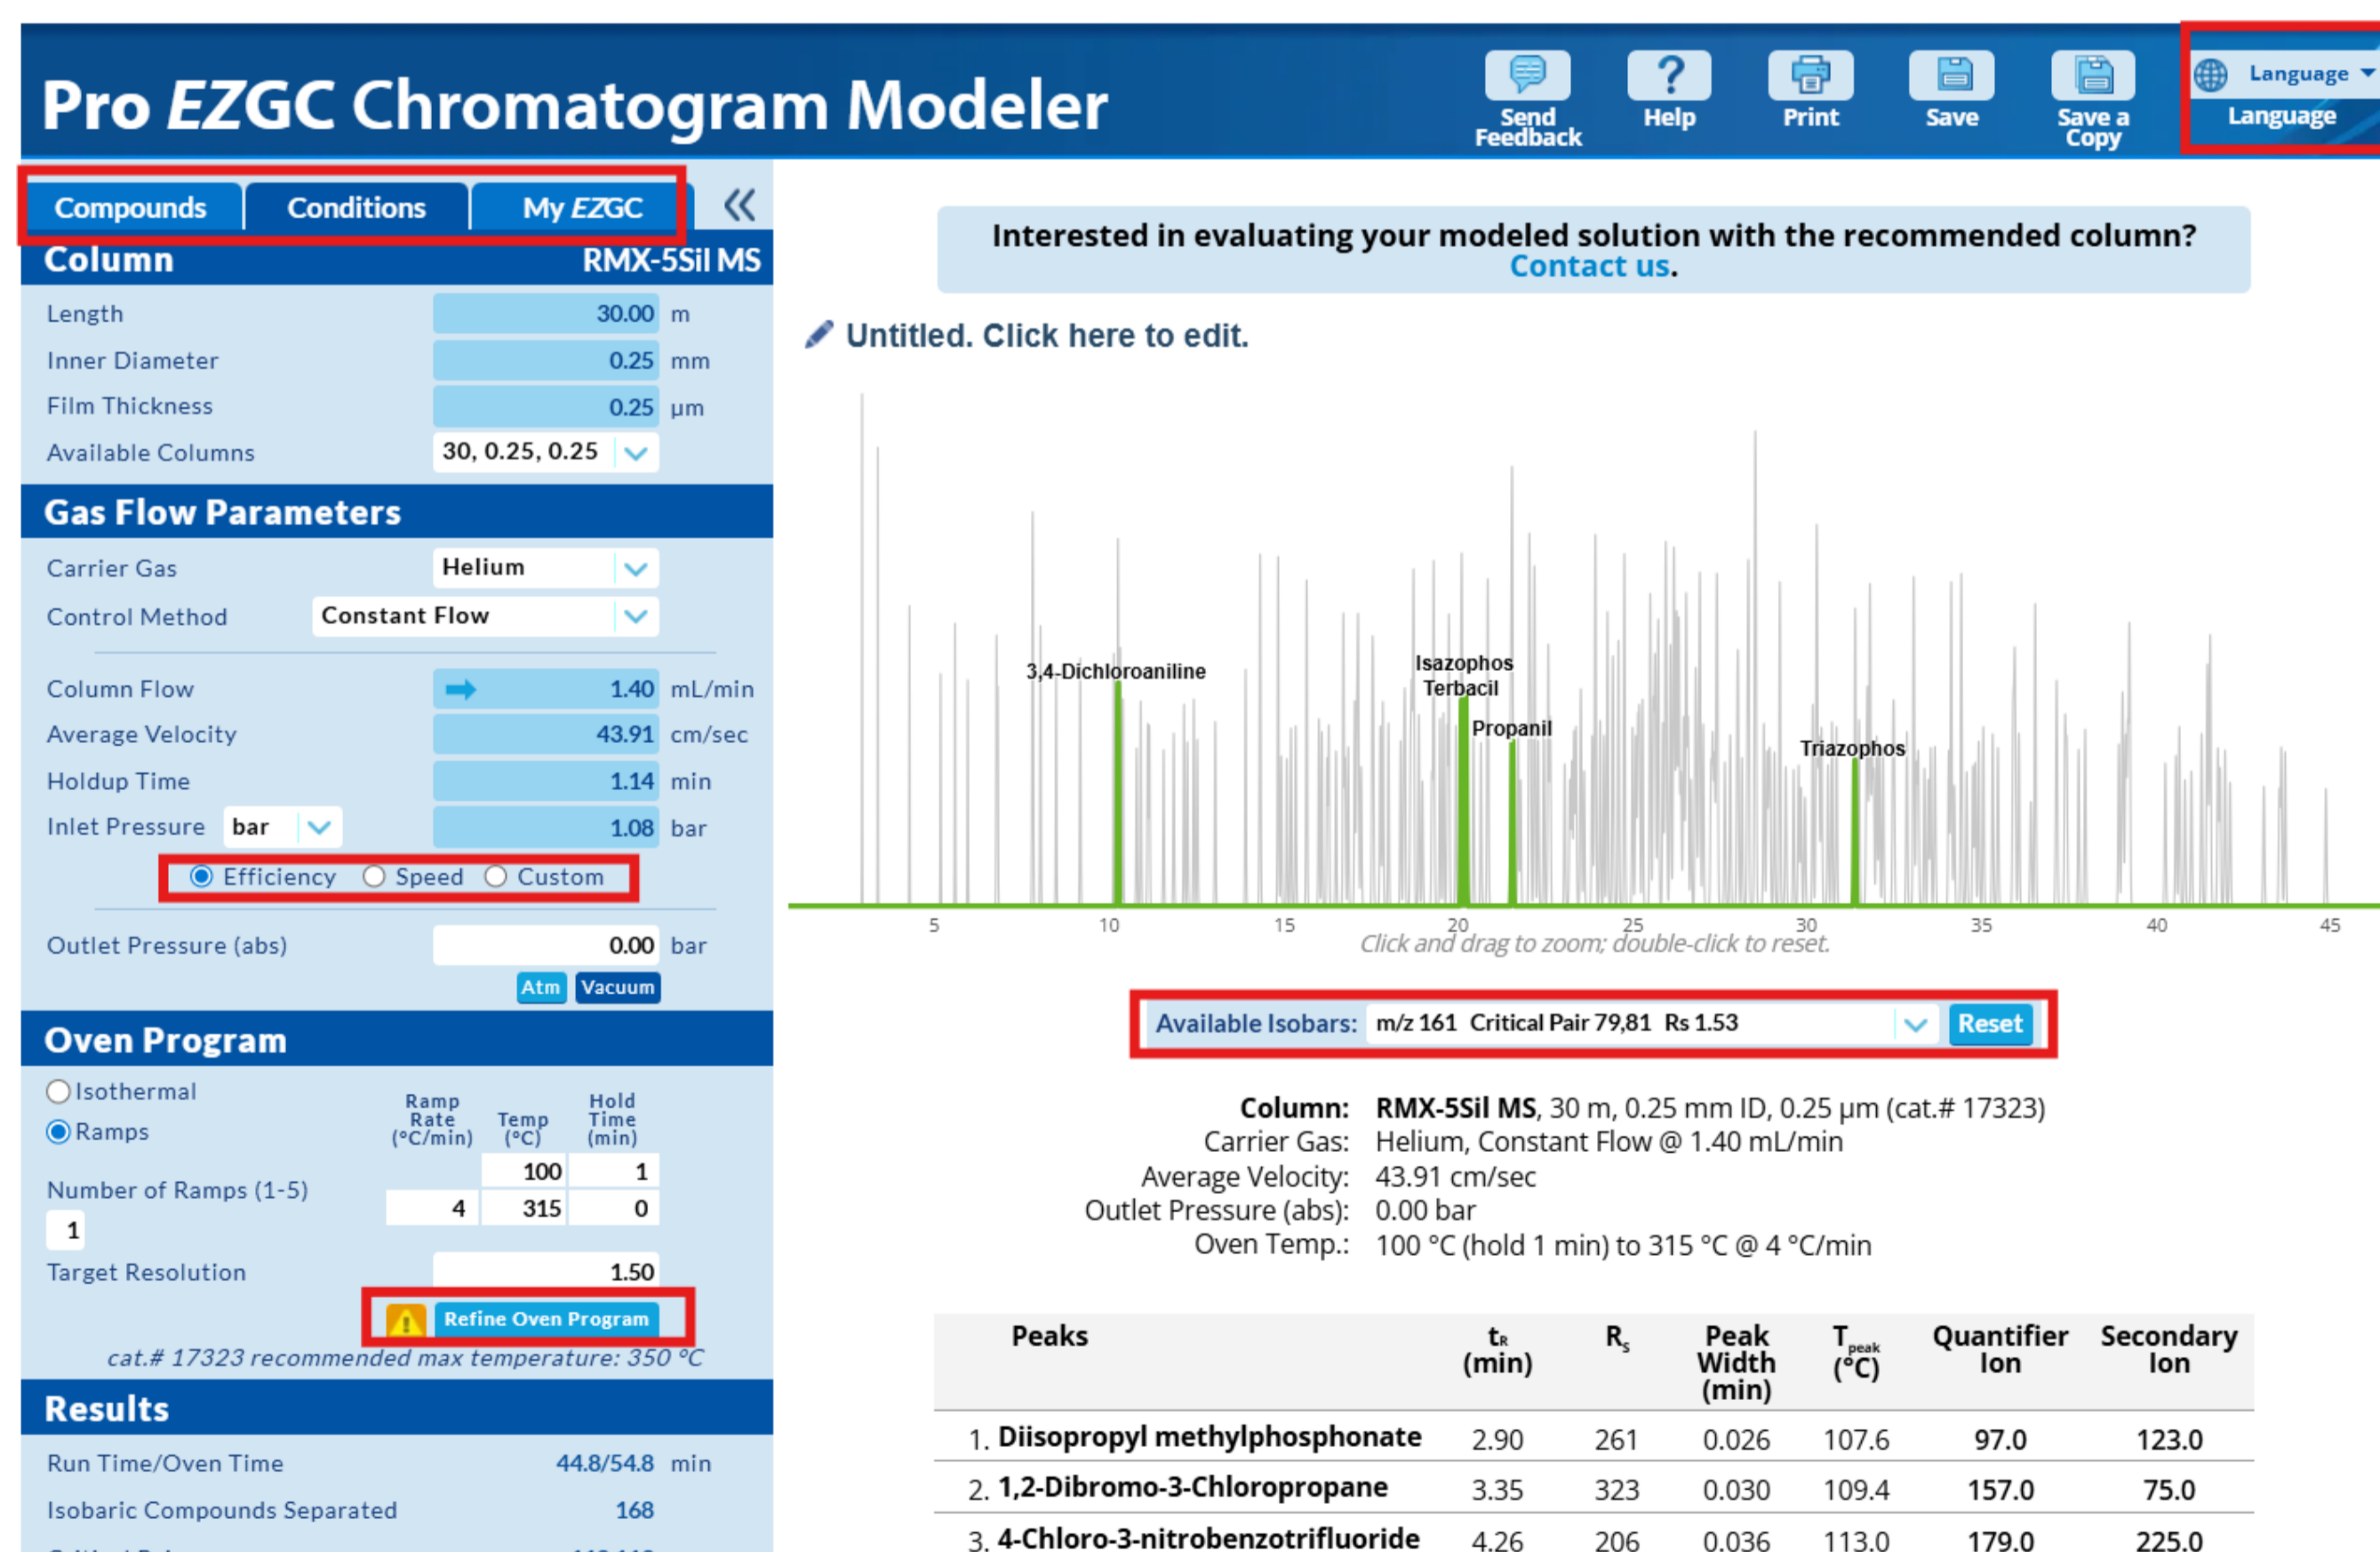 Pro EZGC Chromatogram Modeler
Send Feedback
Help
Print
Save
Save a Copy
Language
Language
Compounds
Conditions
My EZGC
Column RMX-5Sil MS
Length 30.00 m
Inner Diameter 0.25 mm
Film Thickness 0.25 µm
Available Columns 30, 0.25, 0.25
Gas Flow Parameters
Carrier Gas Helium
Control Method Constant Flow
Column Flow 1.40 mL/min
Average Velocity 43.91 cm/sec
Holdup Time 1.14 min
Inlet Pressure bar 1.08 bar
Efficiency Speed Custom
Outlet Pressure (abs) 0.00 bar
Atm Vacuum
Oven Program
Isothermal
Ramps
Ramp Rate (°C/min) Temp (°C) Hold Time (min)
100 1
Number of Ramps (1-5)
4 315 0
1
Target Resolution 1.50
Refine Oven Program
cat.# 17323 recommended max temperature: 350 °C
Results
Run Time/Oven Time 44.8/54.8 min
Isobaric Compounds Separated 168
Interested in evaluating your modeled solution with the recommended column?
Contact us.
Untitled. Click here to edit.
3,4-Dichloroaniline
Isazophos
Terbacil
Propanil
Triazophos
5 10 15 20 25 30 35 40 45
Click and drag to zoom; double-click to reset.
Available Isobars: m/z 161 Critical Pair 79,81 Rs 1.53 Reset
Column: RMX-5Sil MS, 30 m, 0.25 mm ID, 0.25 µm (cat.# 17323)
Carrier Gas: Helium, Constant Flow @ 1.40 mL/min
Average Velocity: 43.91 cm/sec
Outlet Pressure (abs): 0.00 bar
Oven Temp.: 100 °C (hold 1 min) to 315 °C @ 4 °C/min
Peaks tR (min) Rs Peak Width (min) Tpeak (°C) Quantifier Ion Secondary Ion
1. Diisopropyl methylphosphonate 2.90 261 0.026 107.6 97.0 123.0
2. 1,2-Dibromo-3-Chloropropane 3.35 323 0.030 109.4 157.0 75.0
3. 4-Chloro-3-nitrobenzotrifluoride 4.26 206 0.036 113.0 179.0 225.0